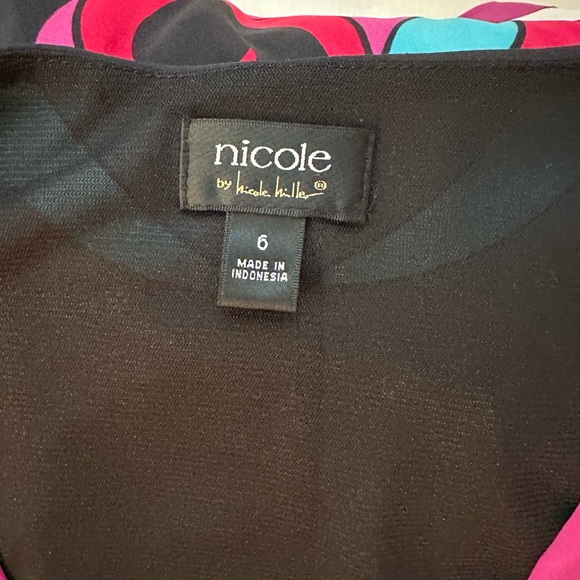 nicole
by nicole miller ®
6
MADE IN
INDONESIA